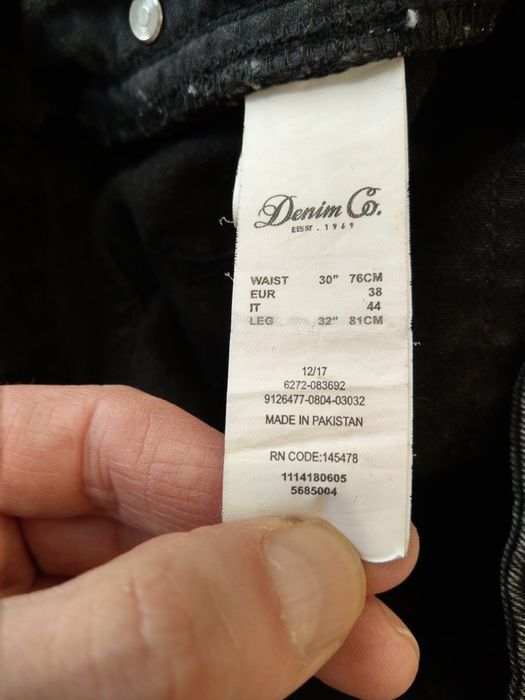 Denim Co.
EEST. 1969
WAIST 30" 76CM
EUR 38
IT 44
LEG 32" 81CM
12/17
6272-083692
9126477-0804-03032
MADE IN PAKISTAN
RN CODE:145478
1114180605
5685004